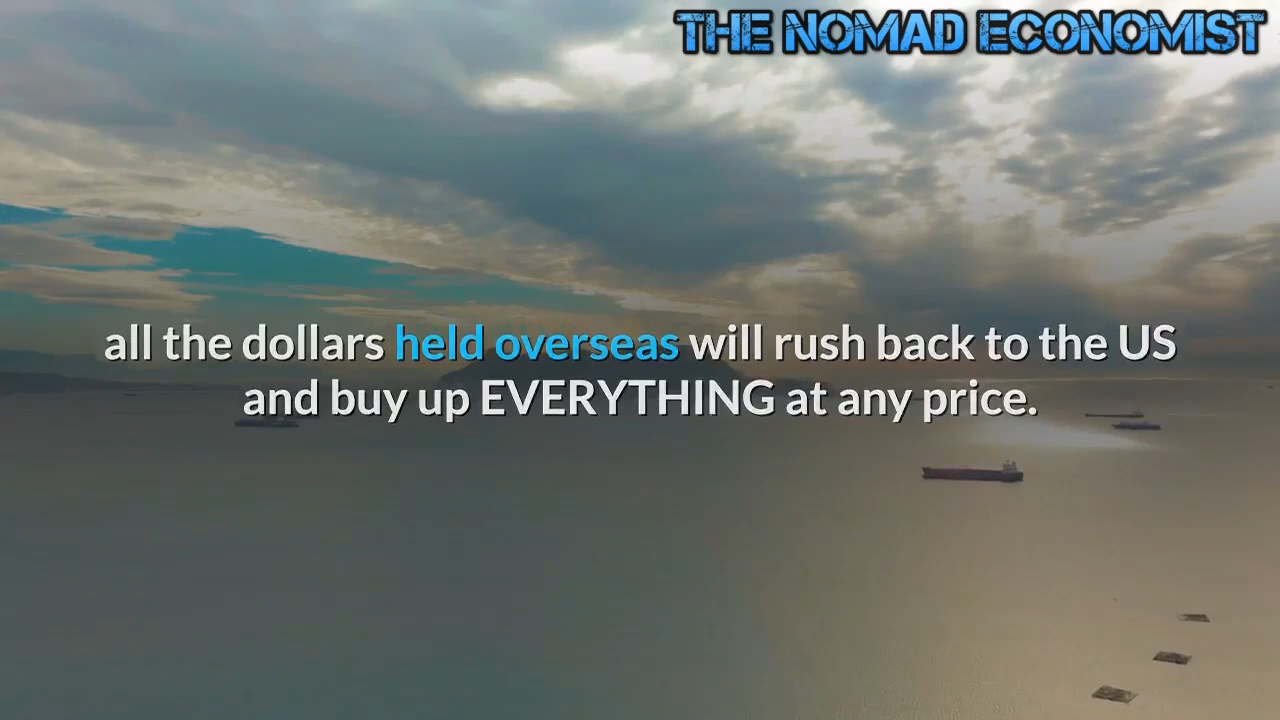 THE NOMAD ECONOMIST
all the dollars held overseas will rush back to the US
and buy up EVERYTHING at any price.